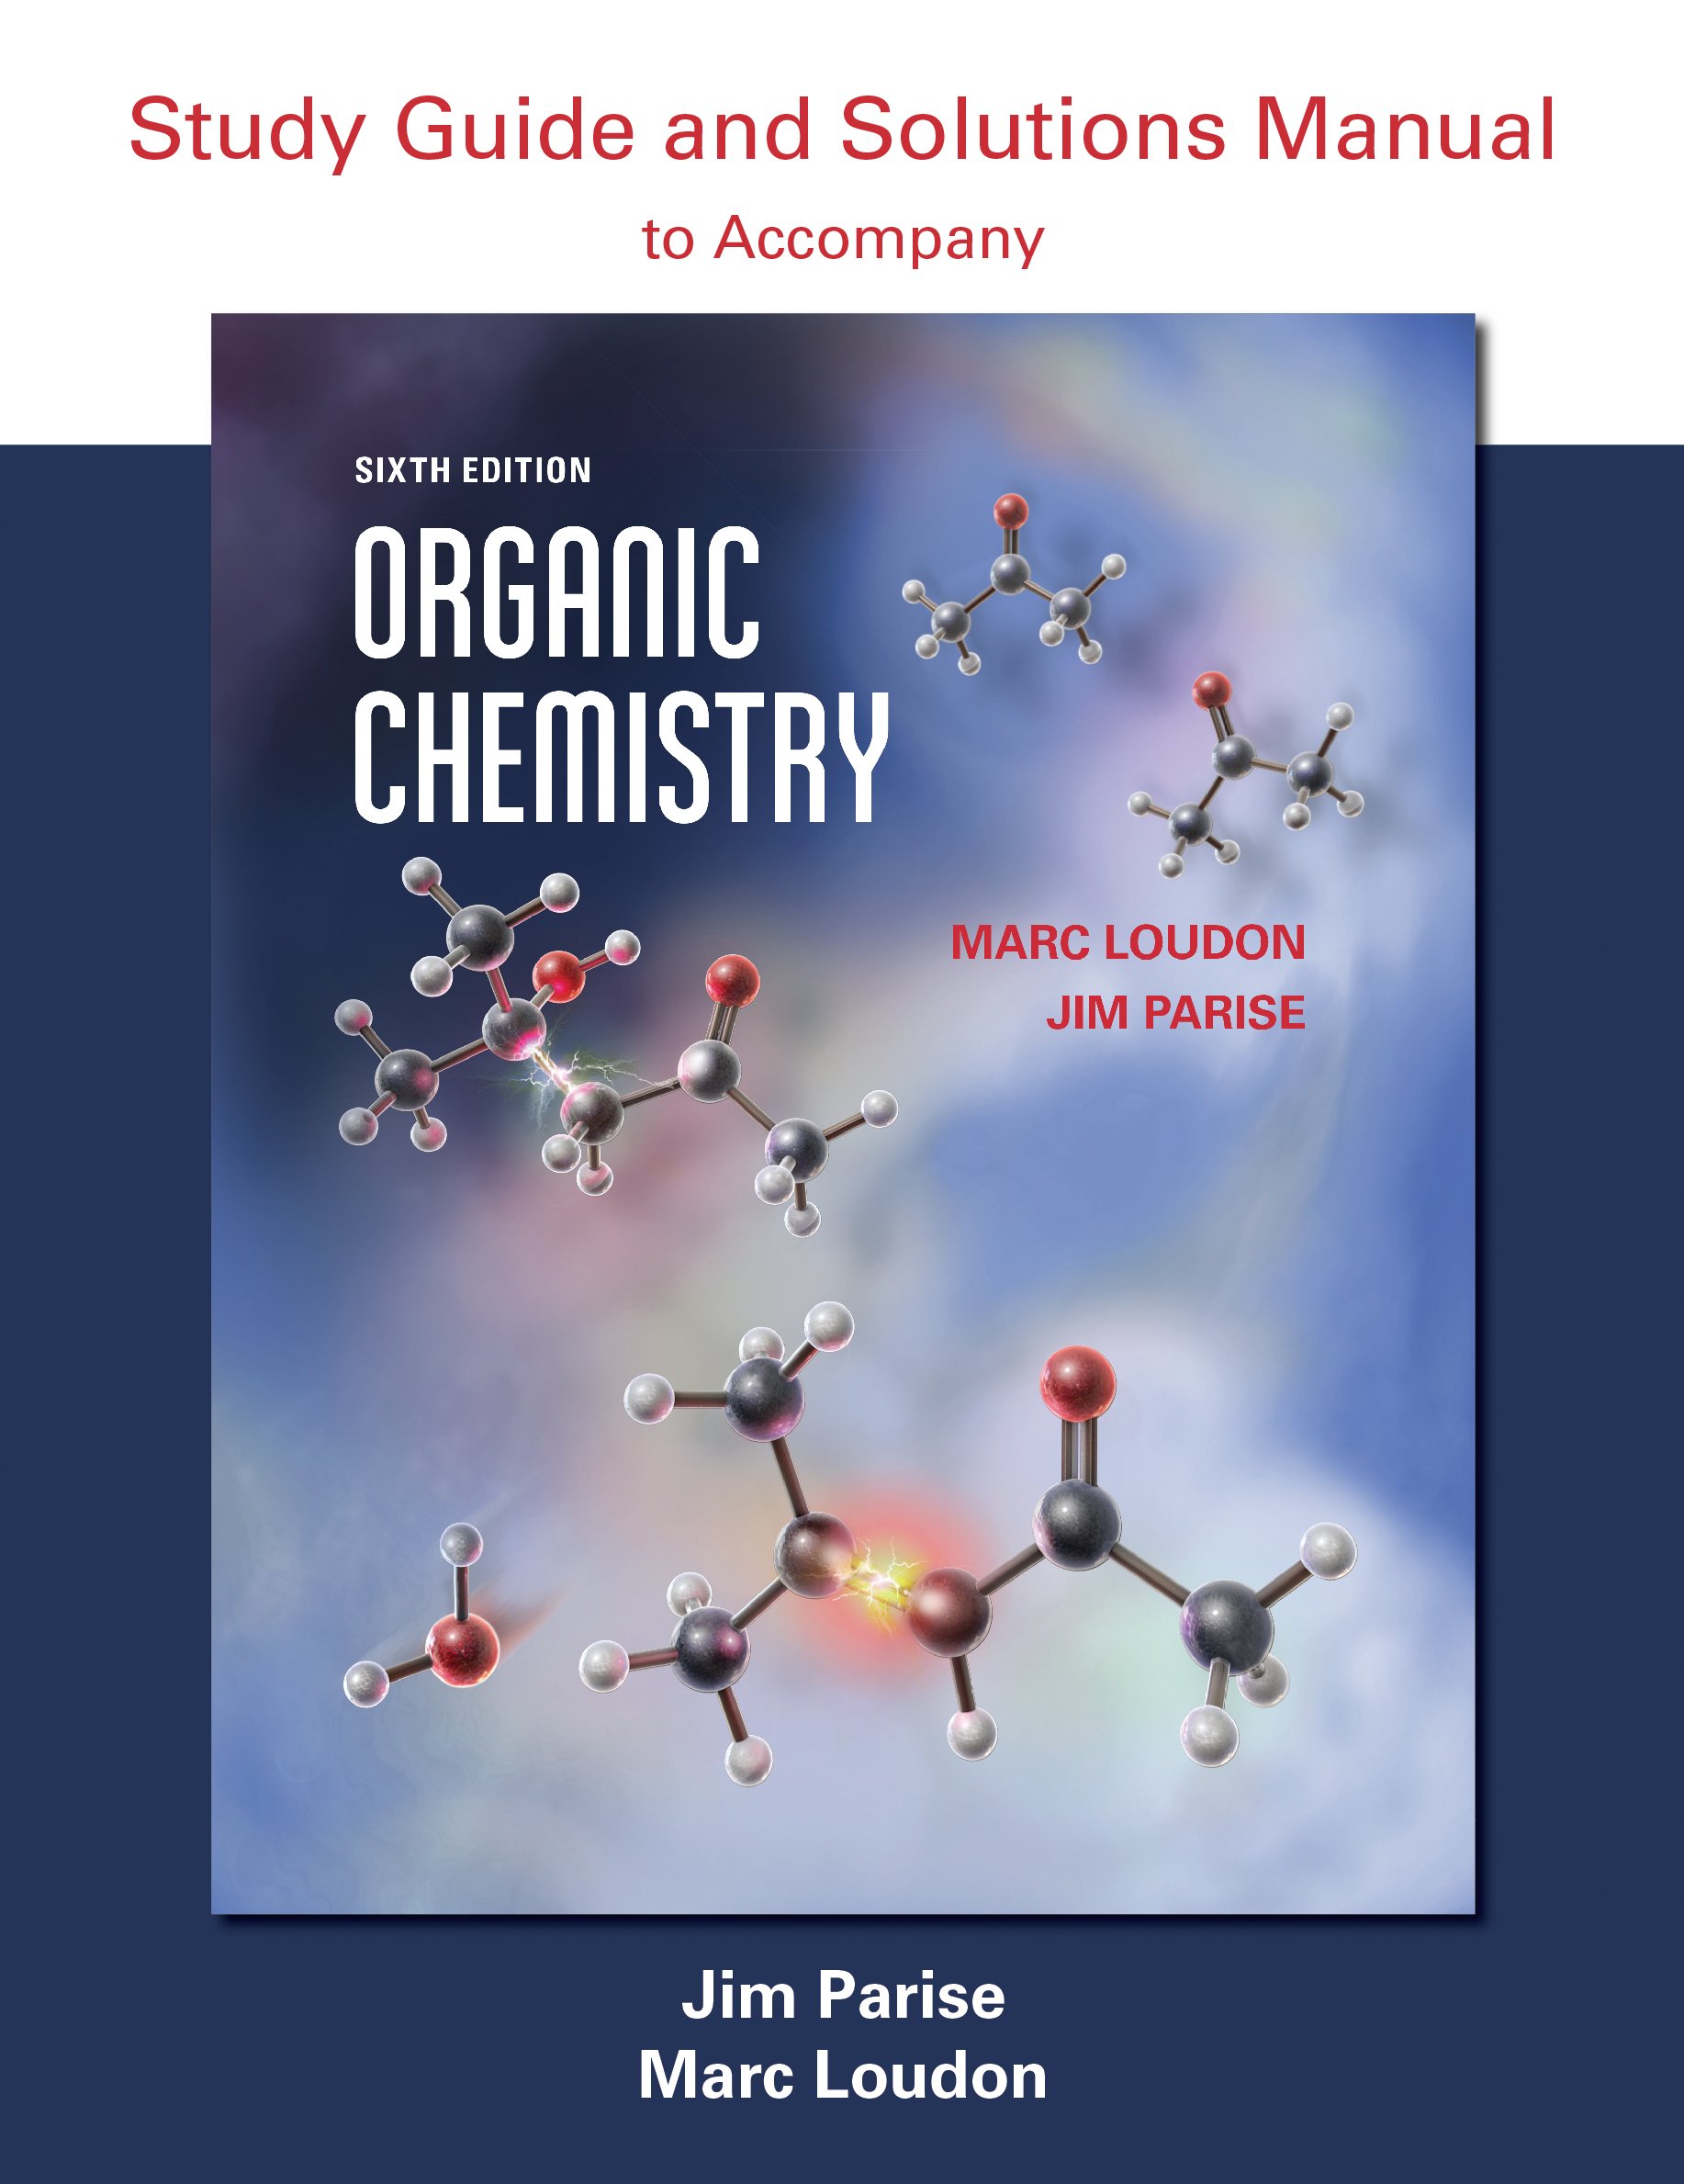 Study Guide and Solutions Manual
to Accompany
SIXTH EDITION
ORGANIC
CHEMISTRY
MARC LOUDON
JIM PARISE
Jim Parise
Marc Loudon